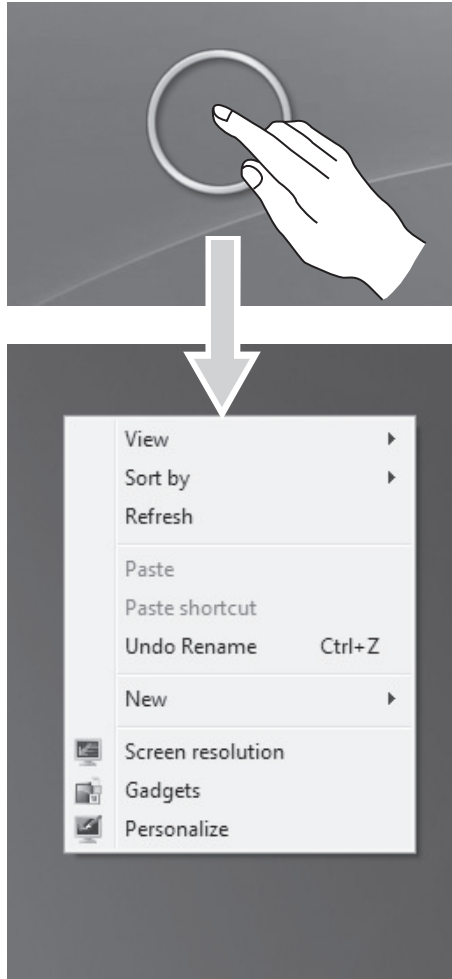 View
Sort by
Refresh
Paste
Paste shortcut
Undo Rename Ctrl+Z
New
Screen resolution
Gadgets
Personalize